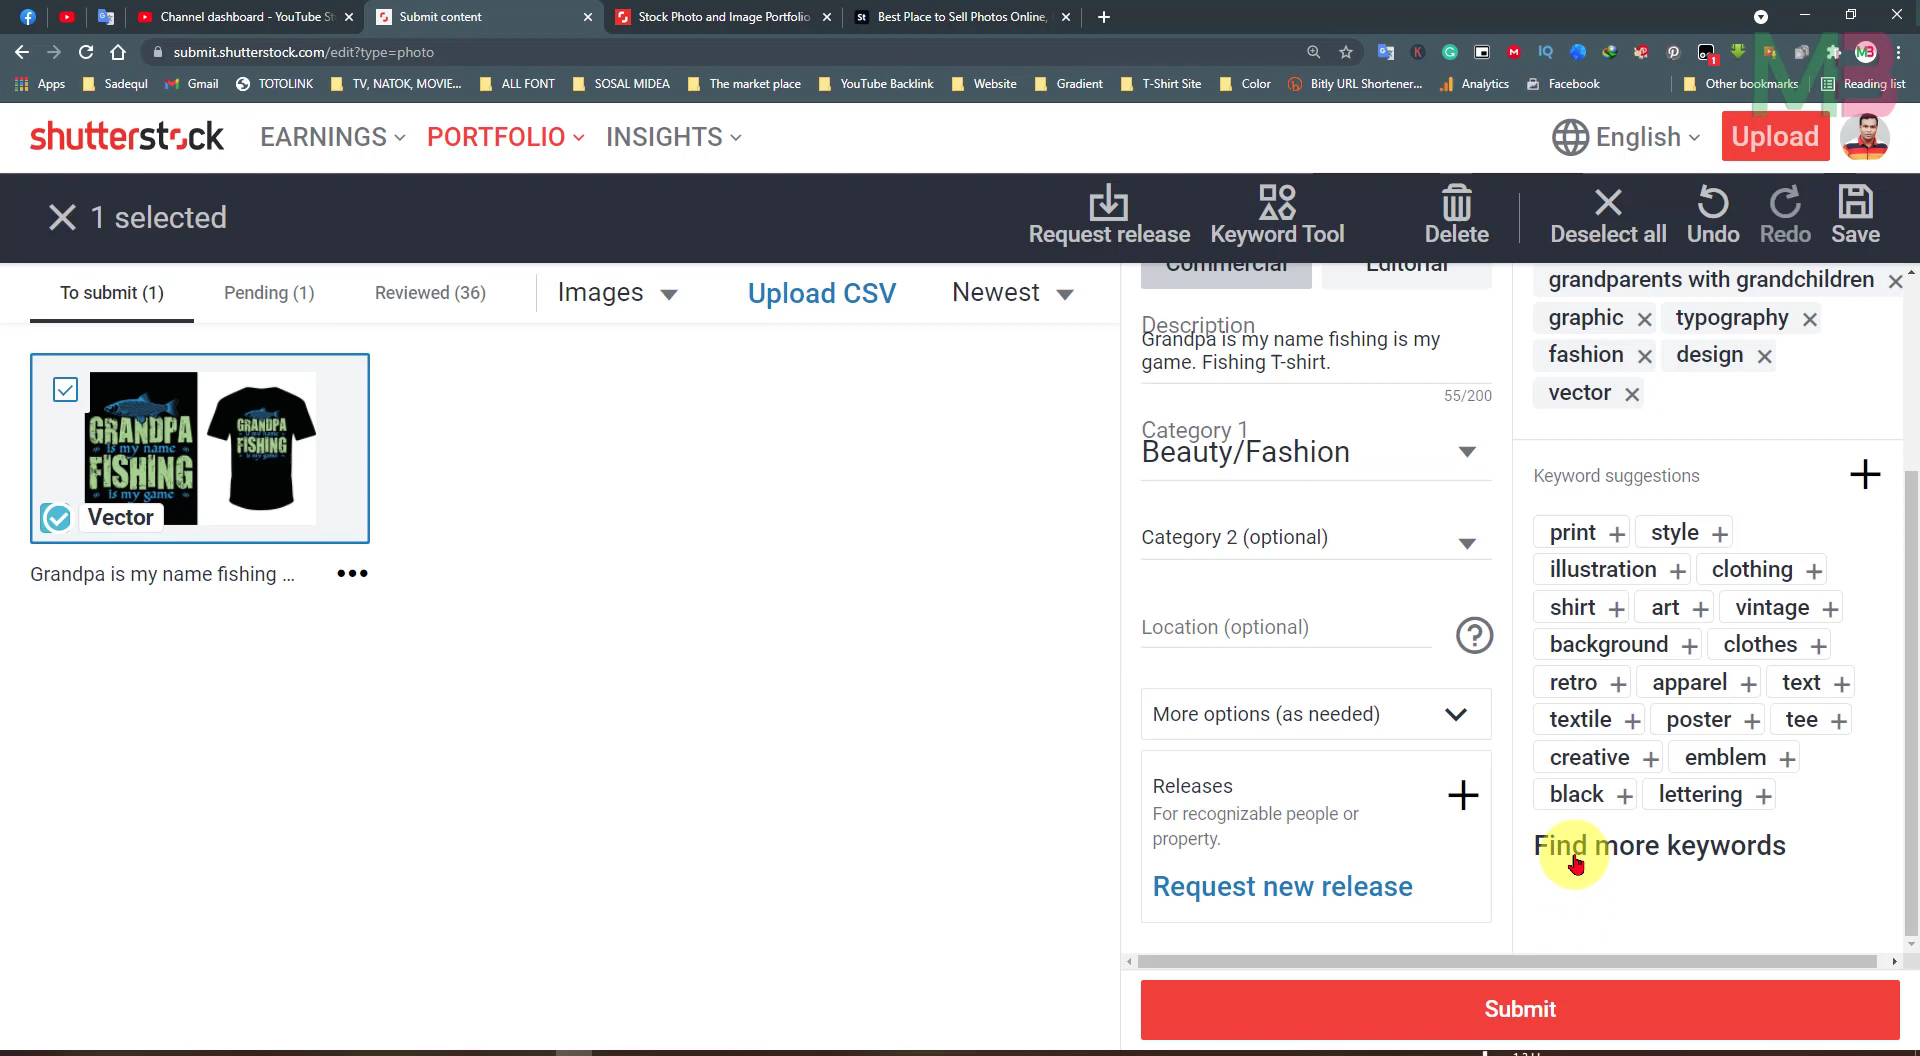 Channel dashboard - YouTube St
Submit content
Stock Photo and Image Portfolio
Best Place to Sell Photos Online,
submit.shutterstock.com/edit?type=photo
Apps
Sadequl
Gmail
TOTOLINK
TV, NATOK, MOVIE...
ALL FONT
SOSAL MIDEA
The market place
YouTube Backlink
Website
Gradient
T-Shirt Site
Color
Bitly URL Shortener...
Analytics
Facebook
Other bookmarks
Reading list
MB
shutterstock
EARNINGS
PORTFOLIO
INSIGHTS
English
Upload
1 selected
Request release
Keyword Tool
Delete
Deselect all
Undo
Redo
Save
To submit (1)
Pending (1)
Reviewed (36)
Images
Upload CSV
Newest
GRANDPA
is my name
FISHING
is my game
GRANDPA
FISHING
Vector
Grandpa is my name fishing ...
Commercial
Editorial
Description
Grandpa is my name fishing is my
game. Fishing T-shirt.
55/200
Category 1
Beauty/Fashion
Category 2 (optional)
Location (optional)
More options (as needed)
Releases
For recognizable people or
property.
Request new release
grandparents with grandchildren
graphic typography
fashion design
vector
Keyword suggestions
print style
illustration clothing
shirt art vintage
background clothes
retro apparel text
textile poster tee
creative emblem
black lettering
Find more keywords
Submit